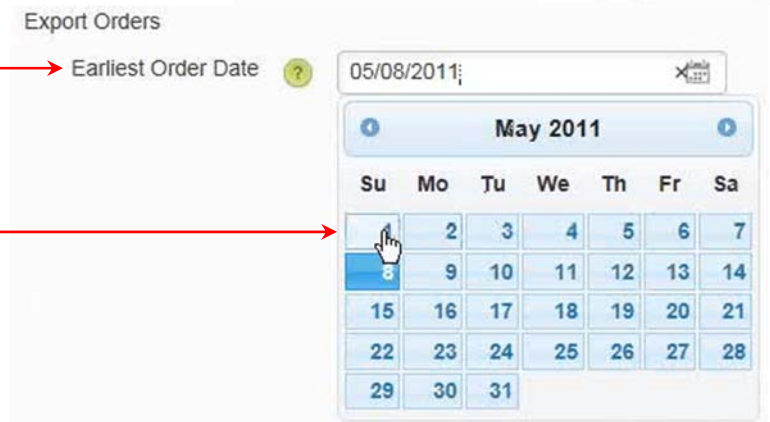 Export Orders
Earliest Order Date ? 05/08/2011
May 2011
Su Mo Tu We Th Fr Sa
1 2 3 4 5 6 7
8 9 10 11 12 13 14
15 16 17 18 19 20 21
22 23 24 25 26 27 28
29 30 31